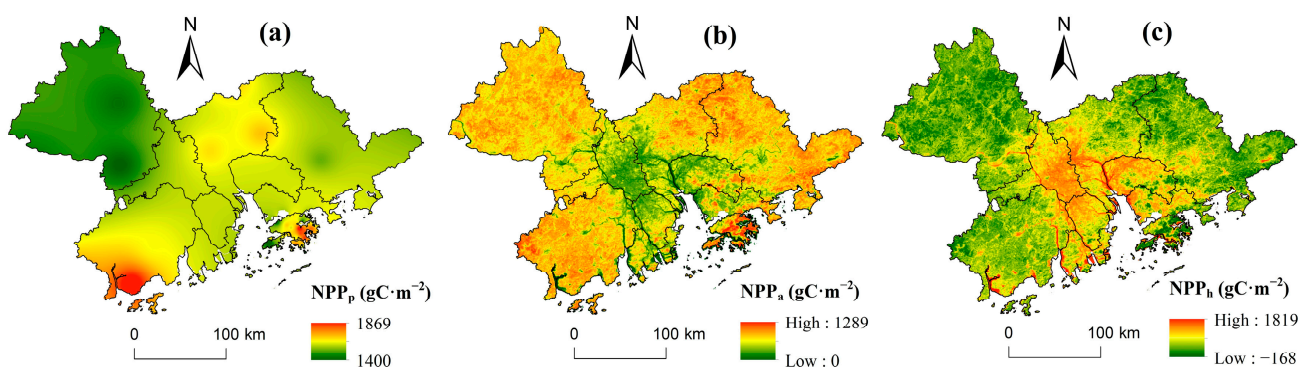 N
(a)
NPPp (gC·m−2)
1869
1400
0 100 km
N
(b)
NPPa (gC·m−2)
High : 1289
Low : 0
0 100 km
N
(c)
NPPh (gC·m−2)
High : 1819
Low : −168
0 100 km